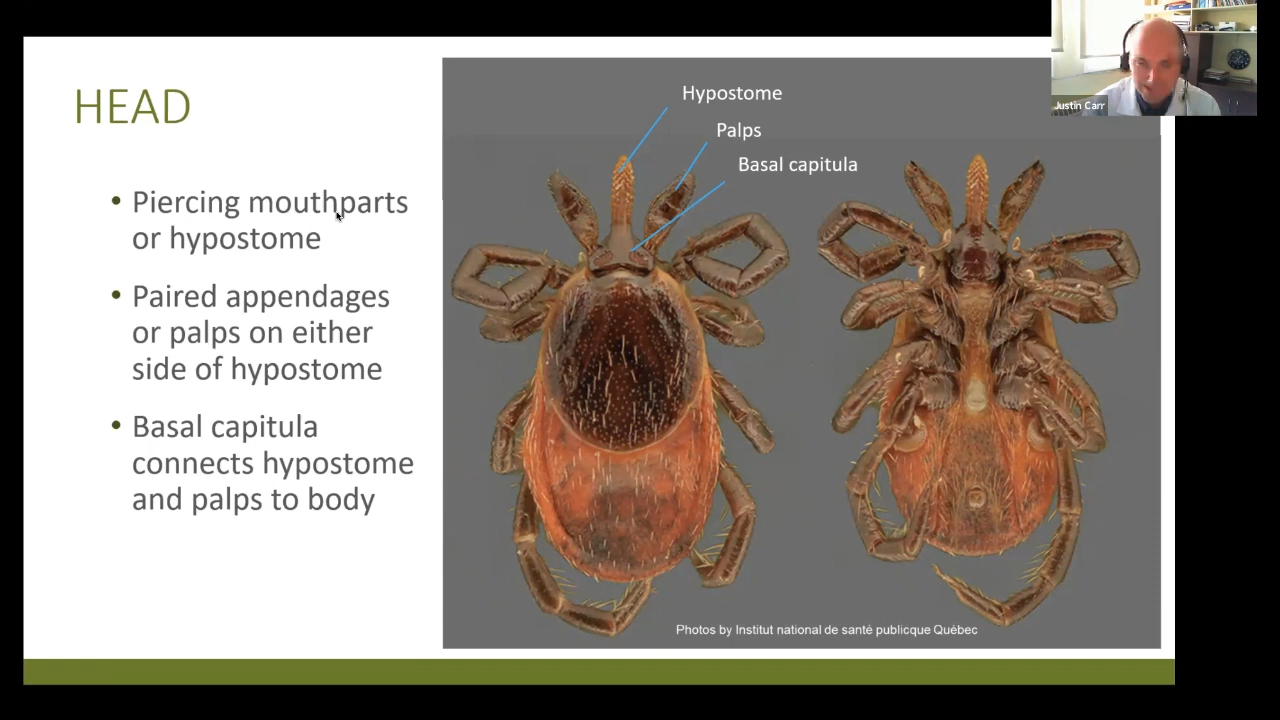 HEAD
• Piercing mouthparts
or hypostome
• Paired appendages
or palps on either
side of hypostome
• Basal capitula
connects hypostome
and palps to body
Hypostome
Palps
Basal capitula
Photos by Institut national de santé publicque Québec
Justin Carr